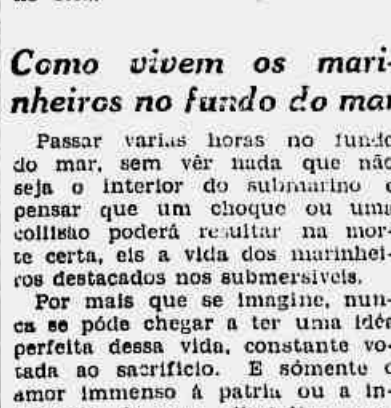 Como vivem os mari-
nheiros no fundo do mar
Passar varias horas no fundo
do mar, sem vêr nada que não
seja o interior do submarino e
pensar que um choque ou uma
collisão poderá resultar na mor-
te certa, eis a vida dos marinhei-
ros destacados nos submersiveis.
Por mais que se imagine, nun-
ca se póde chegar a ter uma idéa
perfeita dessa vida, constante vo-
tada ao sacrificio. E sómente o
amor immenso á patria ou a in-